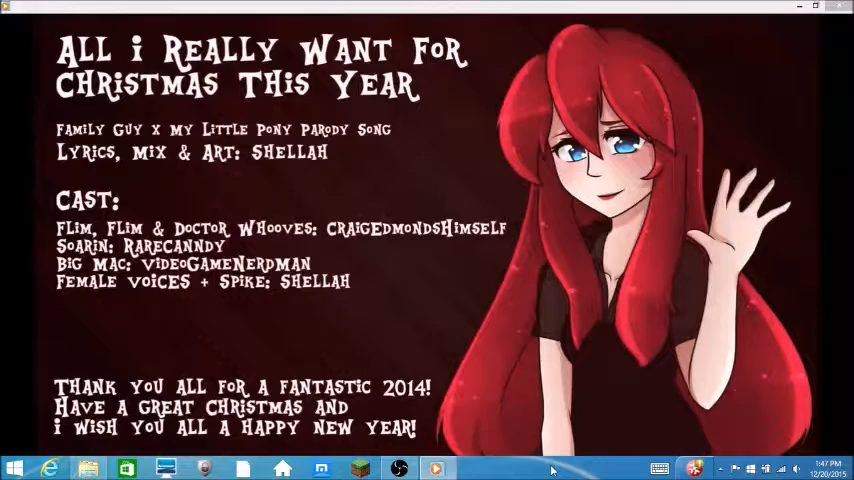 All i Really Want for
Christmas This Year
Family Guy x My Little Pony Parody Song
Lyrics, Mix & Art: Shellah
Cast:
Flim, Flim & Doctor Whooves: CraigEdmondsHimself
Soarin: Rarecanndy
Big Mac: VideoGameNerdMan
Female voices + Spike: Shellah
Thank you all for a fantastic 2014!
Have a great Christmas and
i wish you all a happy new year!
1:47 PM
12/20/2015